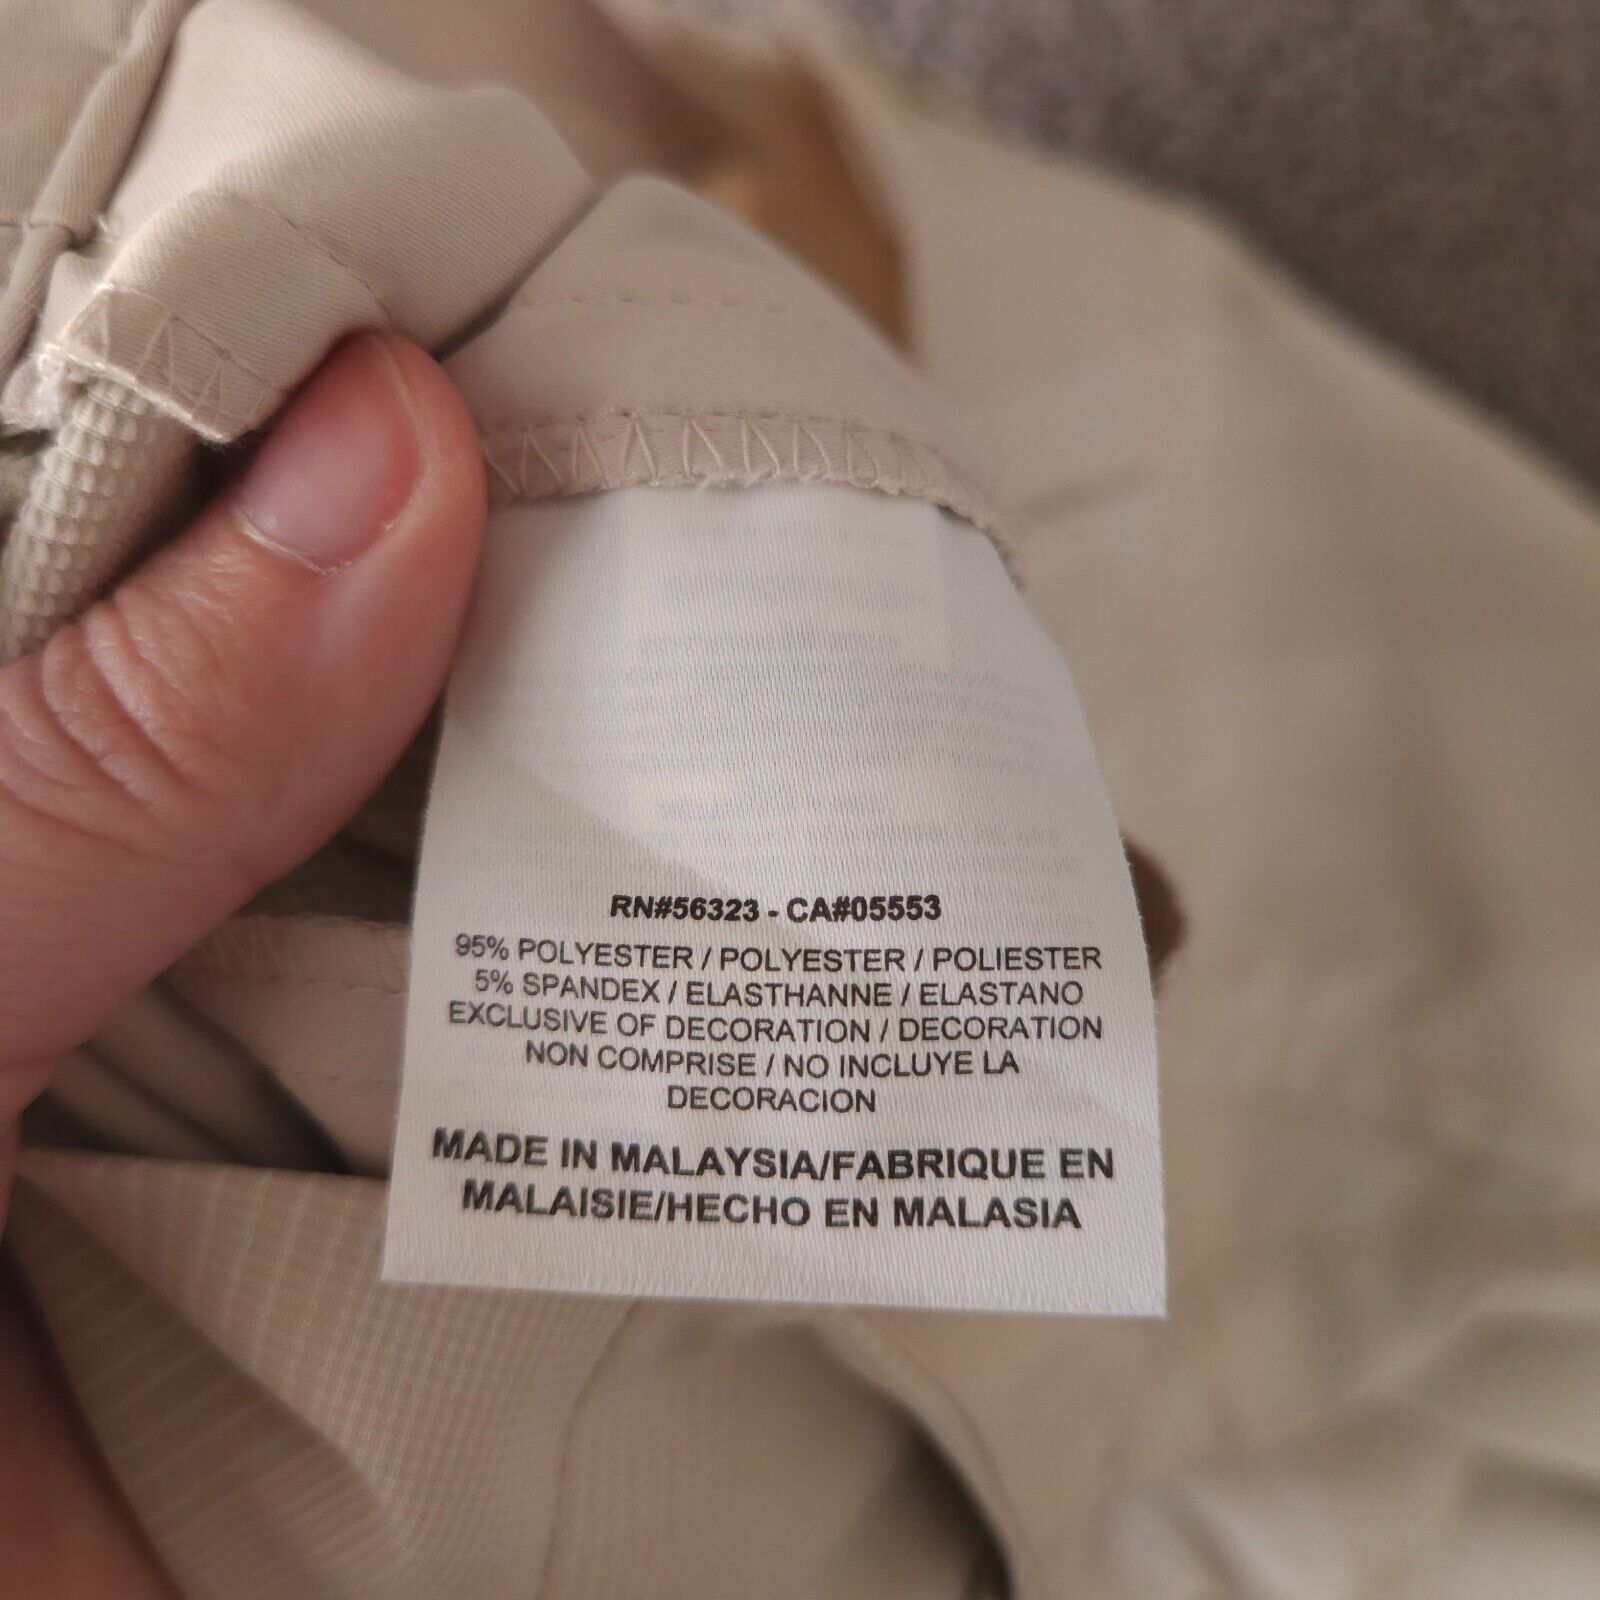 RN#56323 - CA#05553
95% POLYESTER / POLYESTER / POLIESTER
5% SPANDEX / ELASTHANNE / ELASTANO
EXCLUSIVE OF DECORATION / DECORATION
NON COMPRISE / NO INCLUYE LA
DECORACION
MADE IN MALAYSIA/FABRIQUE EN
MALAISIE/HECHO EN MALASIA